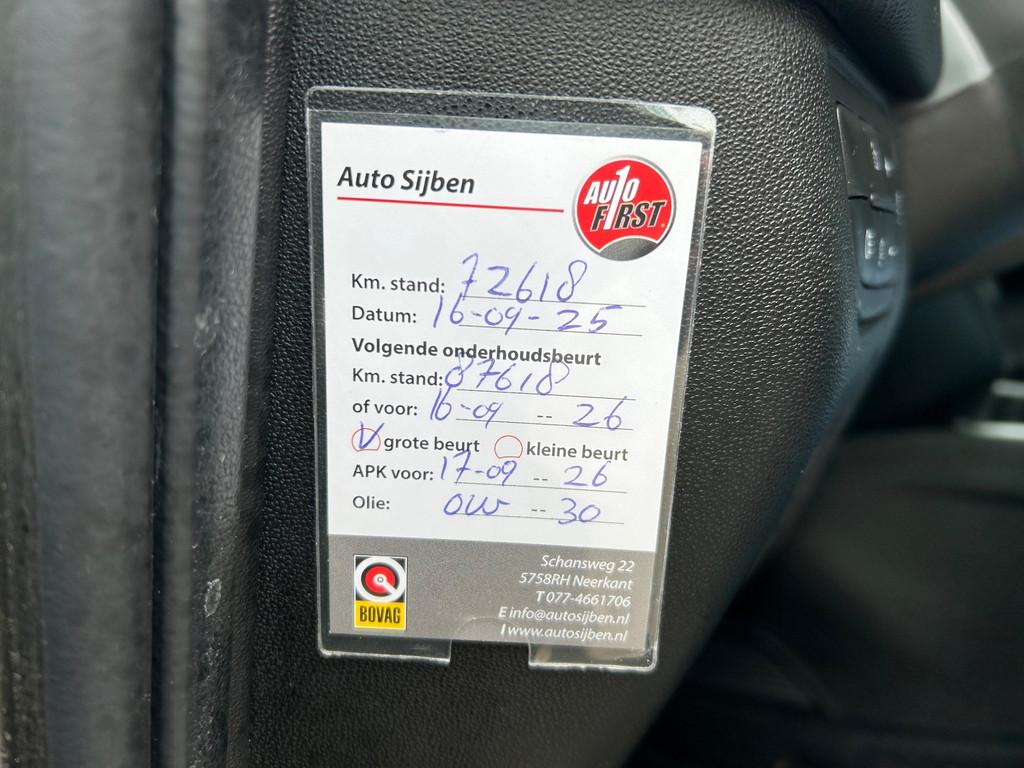 Auto Sijben
AUTO
F1RST
Km. stand: 72618
Datum: 16-09-25
Volgende onderhoudsbeurt
Km. stand: 87618
of voor: 16-09 -- 26
grote beurt kleine beurt
APK voor: 17-09 -- 26
Olie: 0W -- 30
BOVAG
Schansweg 22
5758RH Neerkant
T 077-4661706
E info@autosijben.nl
I www.autosijben.nl